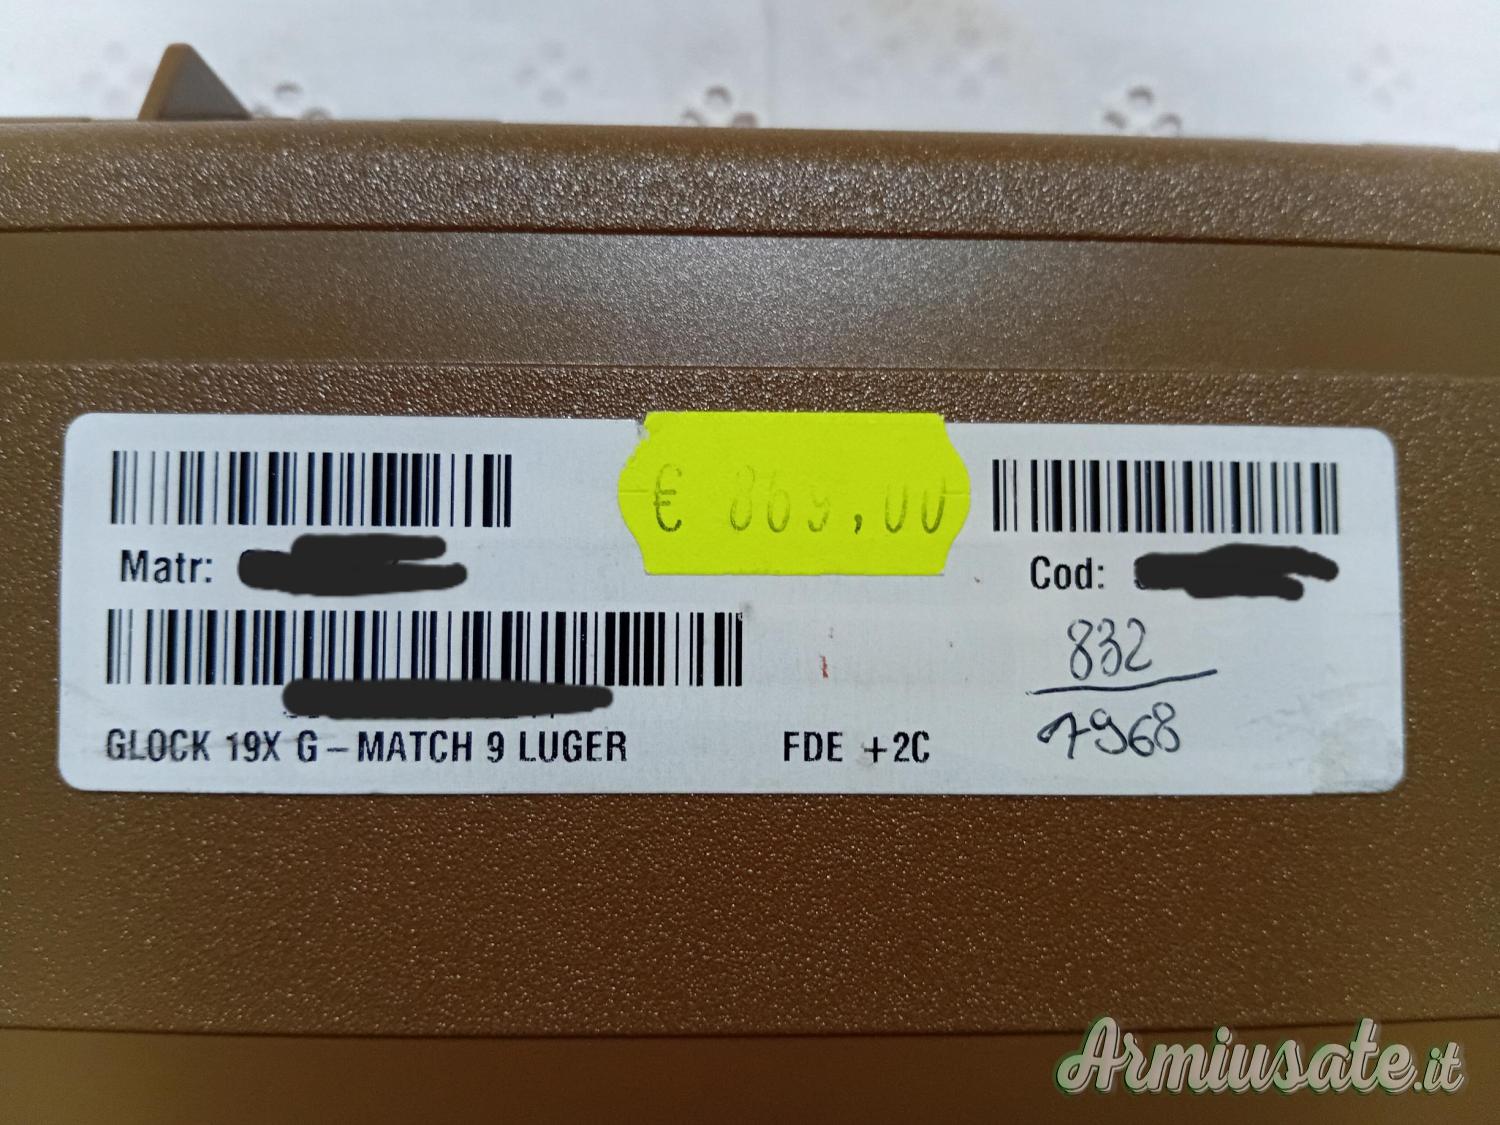 € 869,00
Matr:
Cod:
832
7968
GLOCK 19X G-MATCH 9 LUGER FDE +2C
Armiusate.it